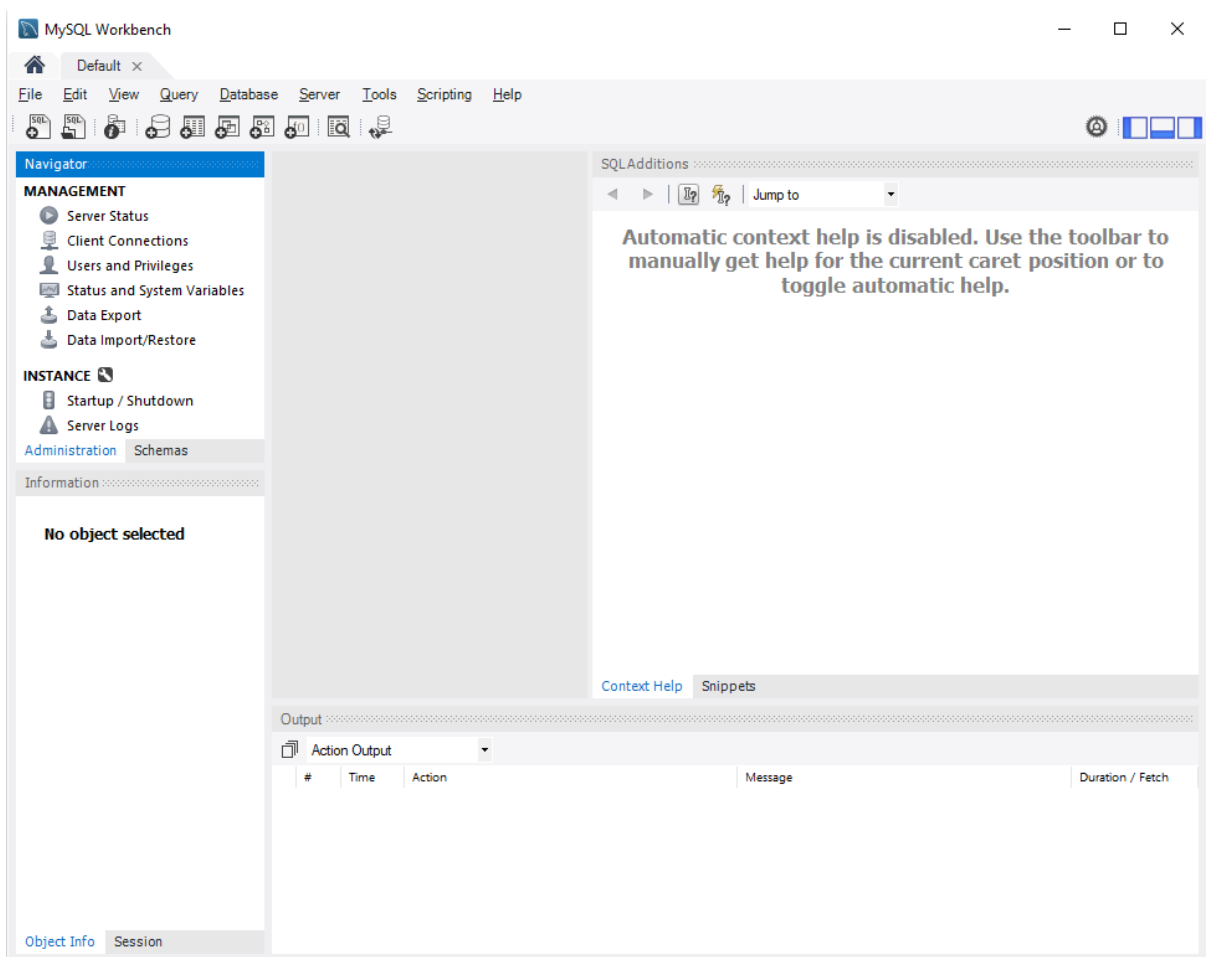 MySQL Workbench
Default
File Edit View Query Database Server Tools Scripting Help
SQL SQL
Navigator
MANAGEMENT
Server Status
Client Connections
Users and Privileges
Status and System Variables
Data Export
Data Import/Restore
INSTANCE
Startup / Shutdown
Server Logs
Administration Schemas
Information
No object selected
Object Info Session
SQLAdditions
Jump to
Automatic context help is disabled. Use the toolbar to
manually get help for the current caret position or to
toggle automatic help.
Context Help Snippets
Output
Action Output
# Time Action Message Duration / Fetch